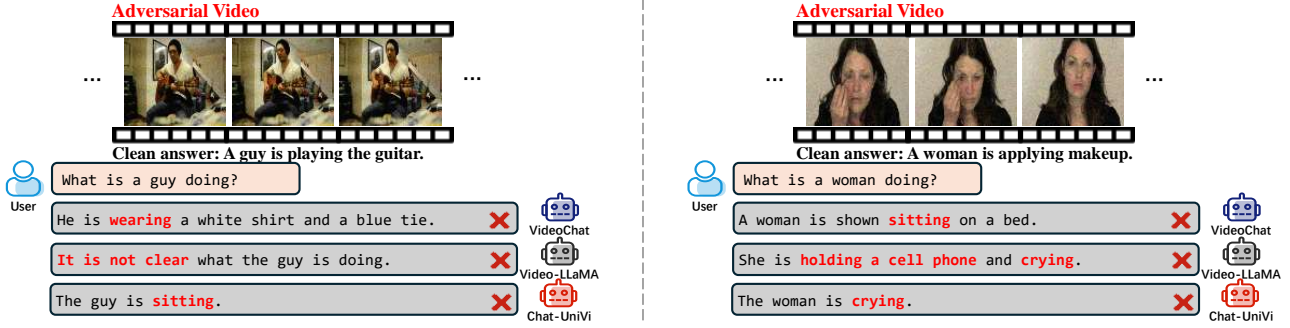 Adversarial Video
... ...
Clean answer: A guy is playing the guitar.
What is a guy doing?
User
He is wearing a white shirt and a blue tie.
VideoChat
It is not clear what the guy is doing.
Video-LLaMA
The guy is sitting.
Chat-UniVi
Adversarial Video
... ...
Clean answer: A woman is applying makeup.
What is a woman doing?
User
A woman is shown sitting on a bed.
VideoChat
She is holding a cell phone and crying.
Video-LLaMA
The woman is crying.
Chat-UniVi